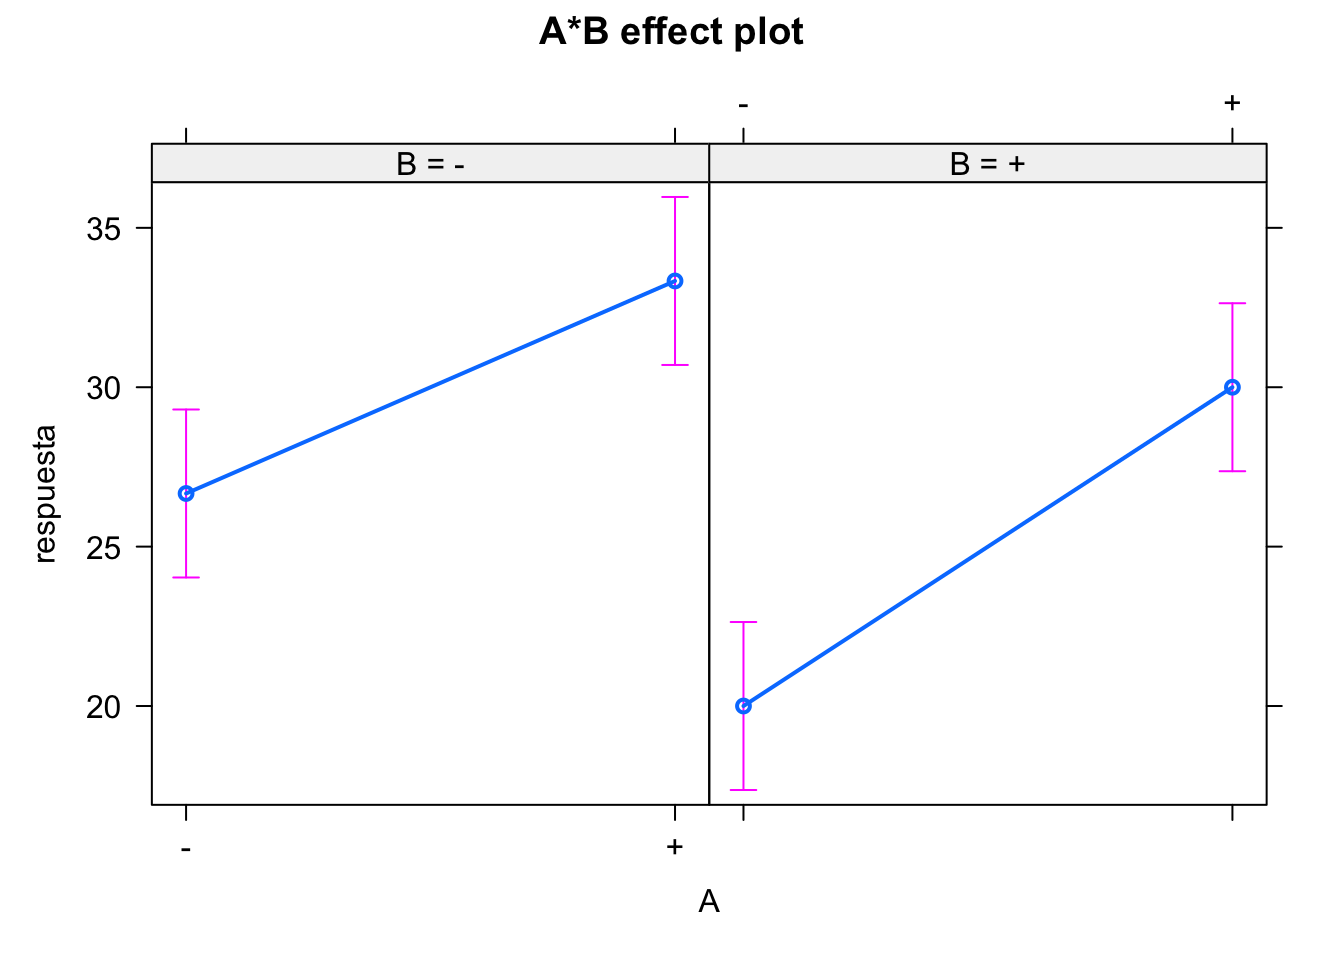 A*B effect plot
- +
B = - B = +
35
30
25
20
respuesta
- +
A